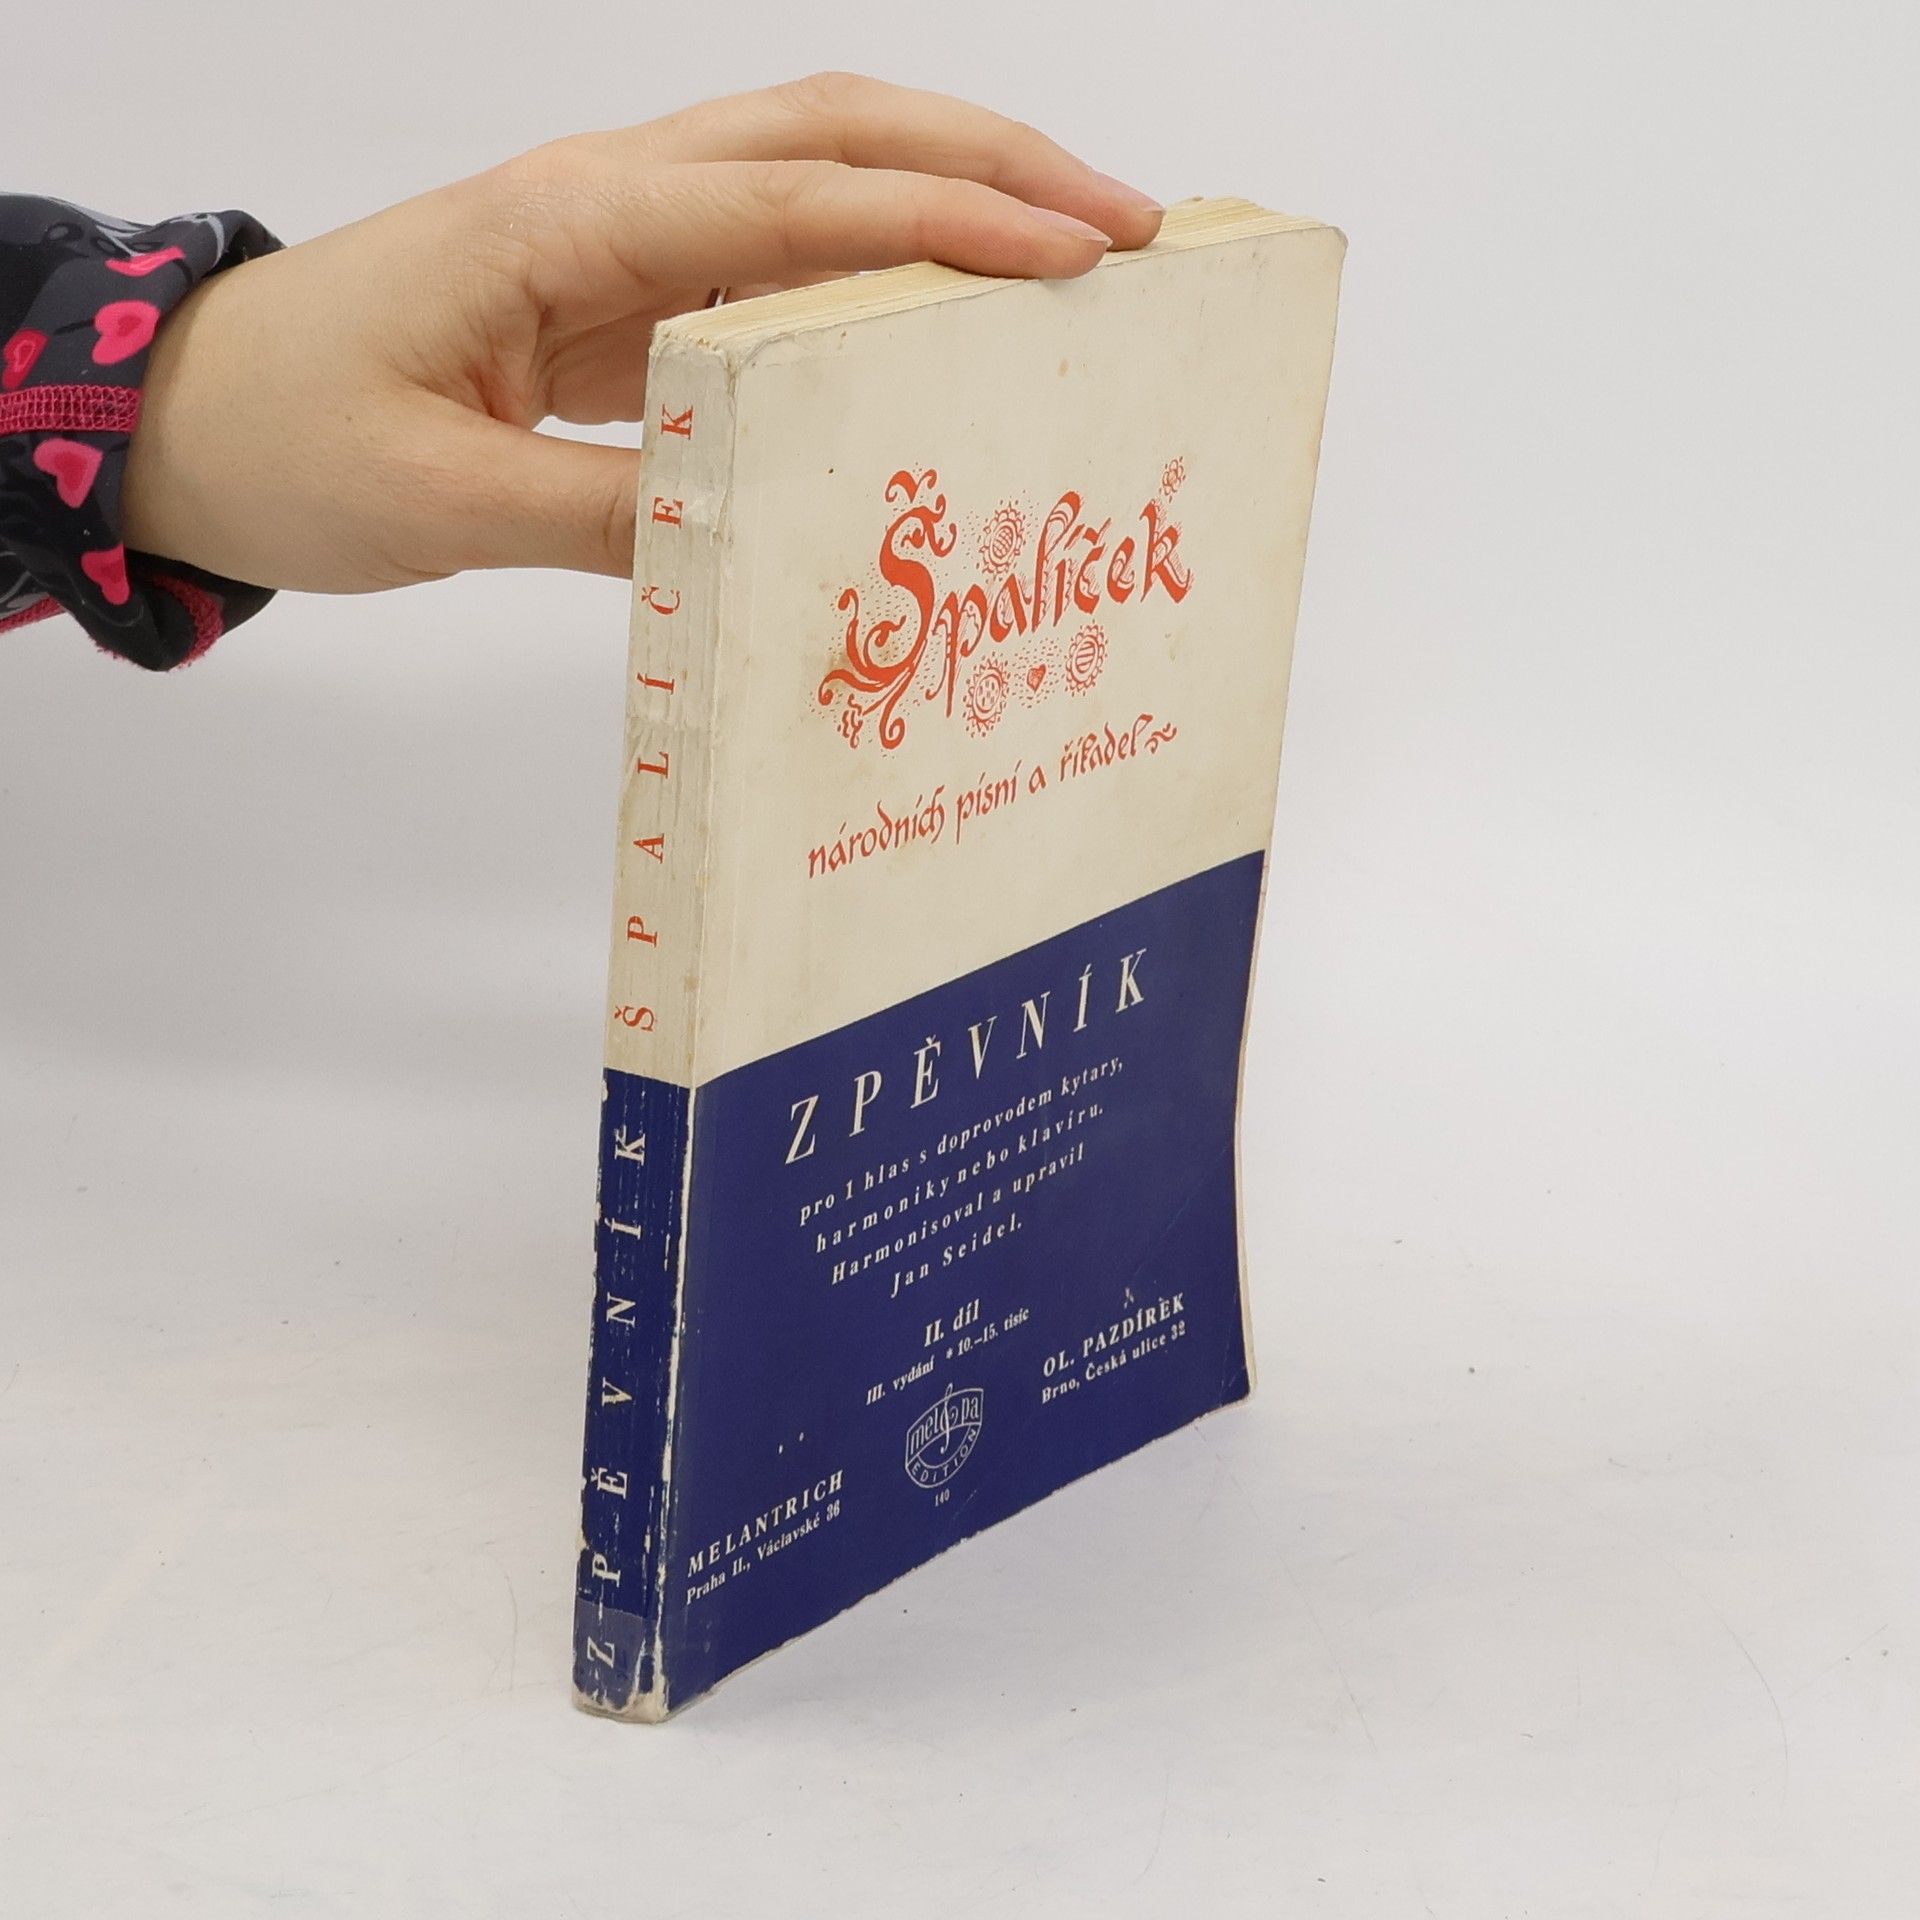 ZPĚVNÍK ŠPALÍČEK
Špalíček
národních písní a říkadel
ZPĚVNÍK
pro 1 hlas s doprovodem kytary,
harmoniky nebo klavíru.
Harmonisoval a upravil
Jan Seidel.
II. díl
III. vydání * 10.–15. tisíc
OL. PAZDÍREK
Brno, Česká ulice 32
melopa
EDITION
140
MELANTRICH
Praha II., Václavské 36